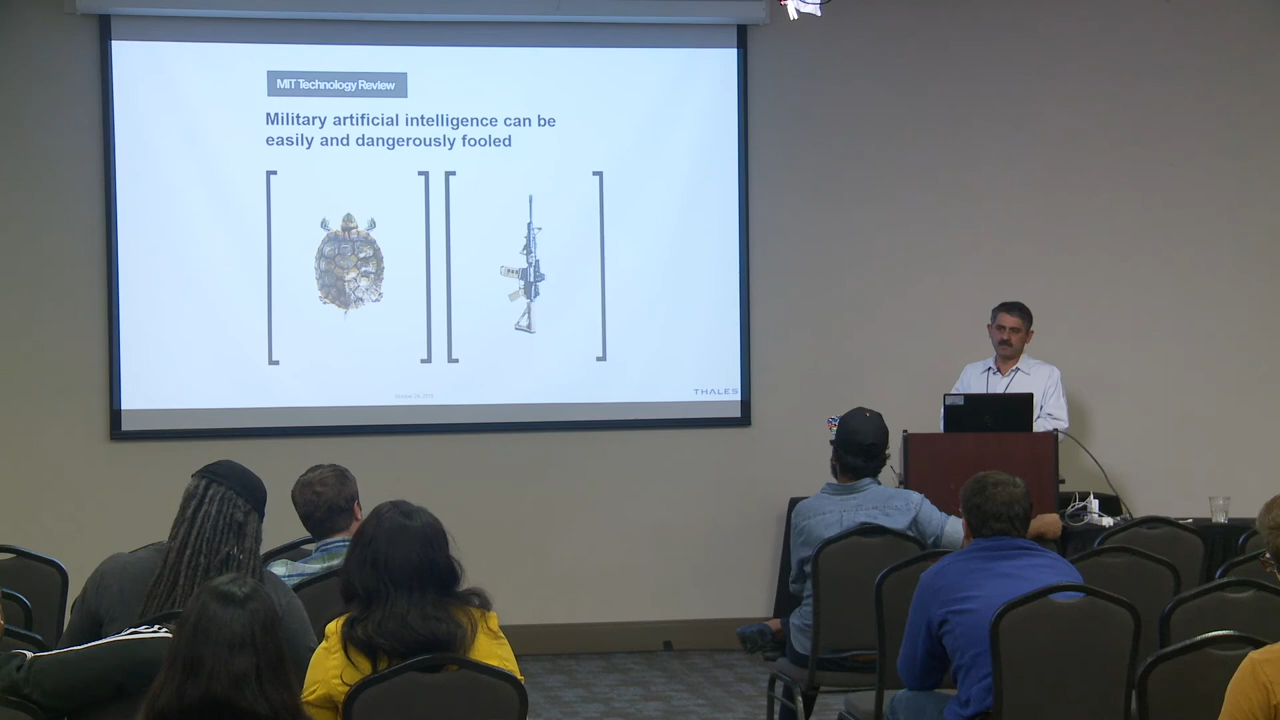 MIT Technology Review
Military artificial intelligence can be
easily and dangerously fooled
THALES